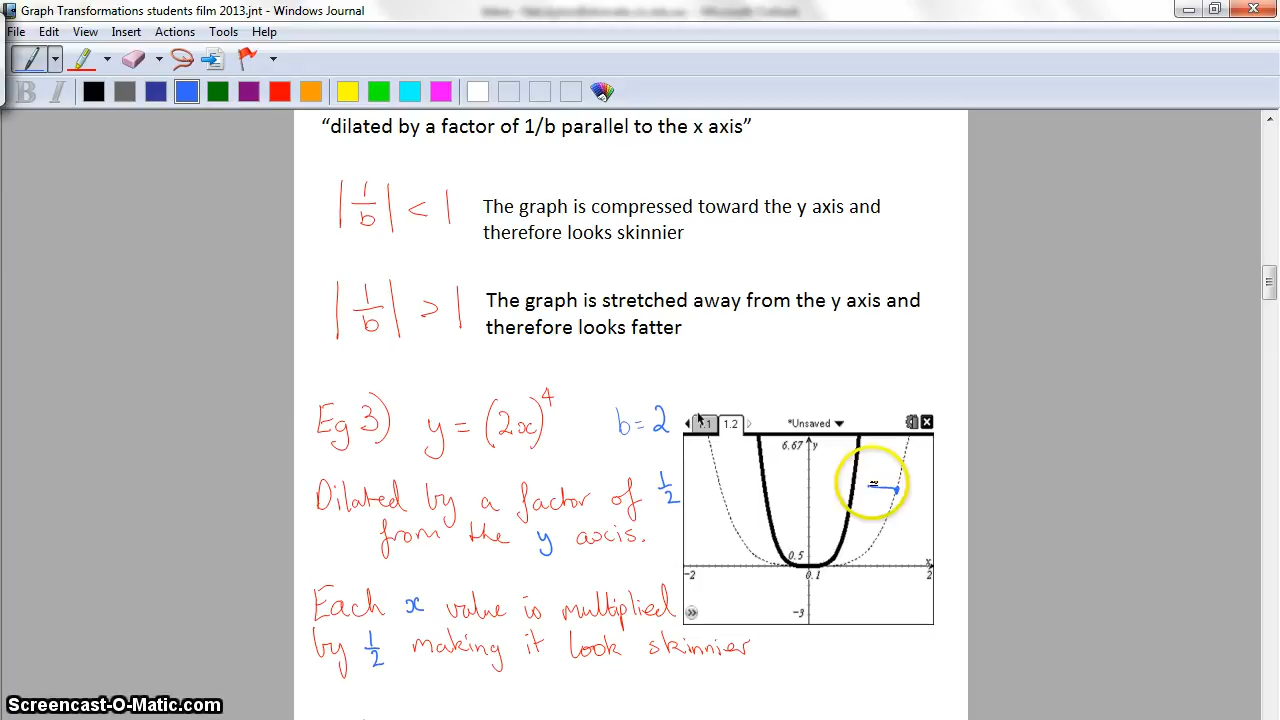 Graph Transformations students film 2013.jnt - Windows Journal
File Edit View Insert Actions Tools Help
B I
"dilated by a factor of 1/b parallel to the x axis"
|1/b| < 1
The graph is compressed toward the y axis and
therefore looks skinnier
|1/b| > 1
The graph is stretched away from the y axis and
therefore looks fatter
Eg 3) y = (2x)⁴ b = 2
Dilated by a factor of 1/2
from the y axis.
Each x value is multiplied
by 1/2 making it look skinnier
1.1 1.2 *Unsaved
6.67 y
0.5
x
-2 0.1 2
-3
Screencast-O-Matic.com